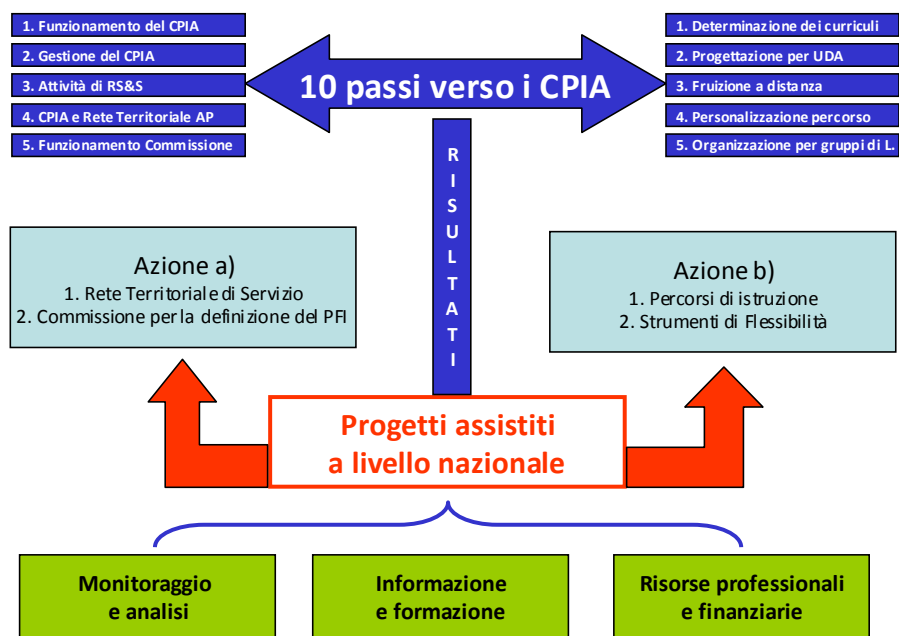 1. Funzionamento del CPIA
2. Gestione del CPIA
3. Attività di RS&S
4. CPIA e Rete Territoriale AP
5. Funzionamento Commissione
10 passi verso i CPIA
1. Determinazione dei curriculi
2. Progettazione per UDA
3. Fruizione a distanza
4. Personalizzazione percorso
5. Organizzazione per gruppi di L.
RISULTATI
Azione a)
1. Rete Territoriale di Servizio
2. Commissione per la definizione del PFI
Azione b)
1. Percorsi di istruzione
2. Strumenti di Flessibilità
Progetti assistiti
a livello nazionale
Monitoraggio
e analisi
Informazione
e formazione
Risorse professionali
e finanziarie